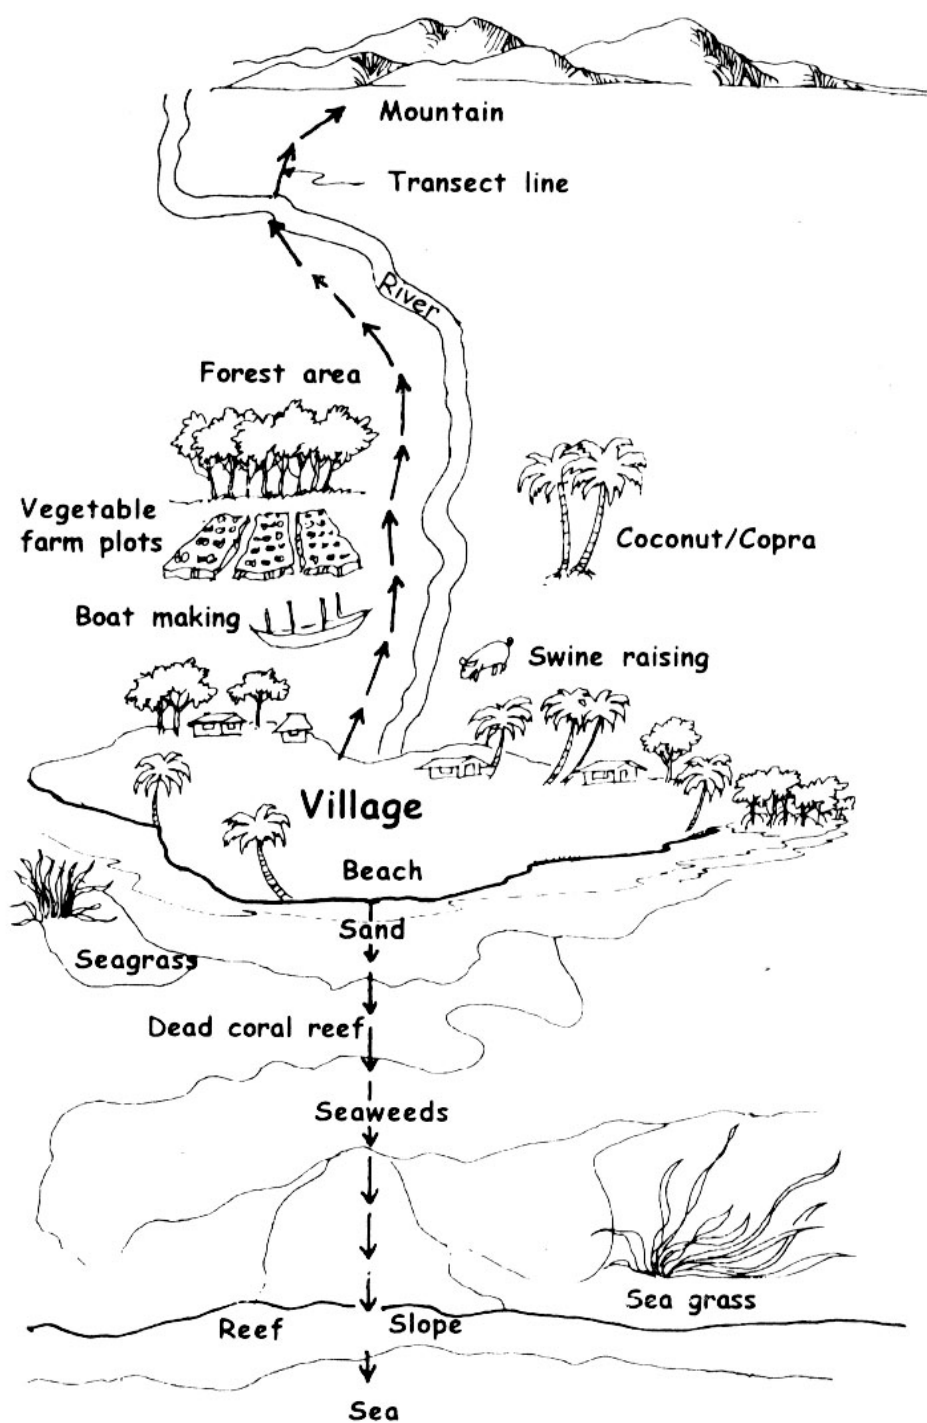 Mountain
Transect line
River
Forest area
Vegetable
farm plots
Coconut/Copra
Boat making
Swine raising
Village
Beach
Sand
Seagrass
Dead coral reef
Seaweeds
Sea grass
Reef Slope
Sea